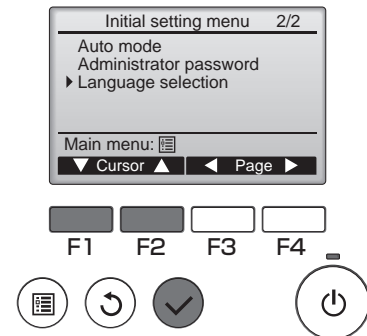 Initial setting menu 2/2
Auto mode
Administrator password
Language selection
Main menu:
Cursor Page
F1 F2 F3 F4